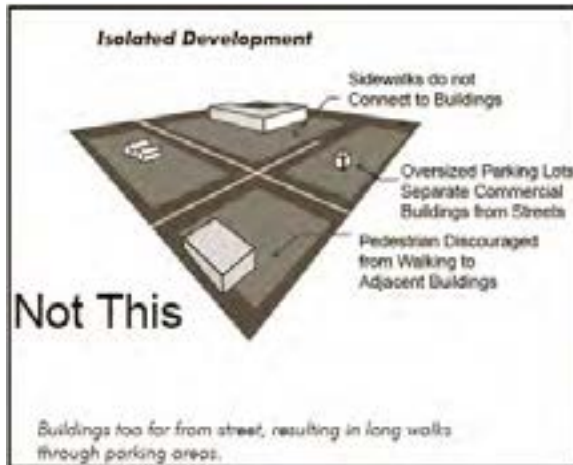 Isolated Development
Sidewalks do not
Connect to Buildings
Oversized Parking Lots
Separate Commercial
Buildings from Streets
Pedestrian Discouraged
from Walking to
Adjacent Buildings
Not This
Buildings too far from street, resulting in long walks
through parking areas.